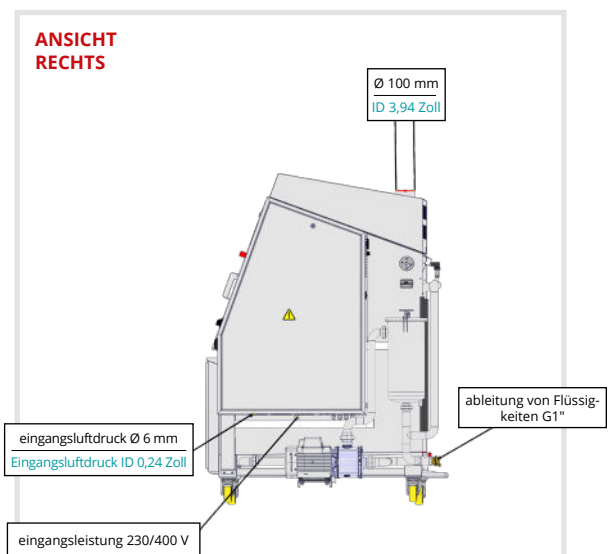 ANSICHT
RECHTS
Ø 100 mm
ID 3,94 Zoll
ableitung von Flüssig-
keiten G1"
eingangsluftdruck Ø 6 mm
Eingangsluftdruck ID 0,24 Zoll
eingangsleistung 230/400 V